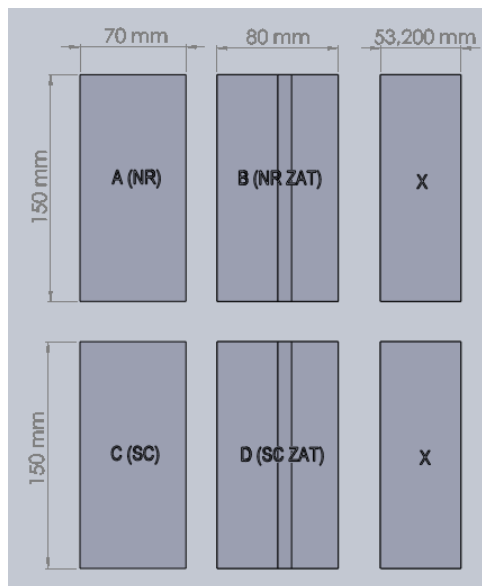 70 mm 80 mm 53,200 mm
150 mm
A (NR) B (NR ZAT) X
150 mm
C (SC) D (SC ZAT) X